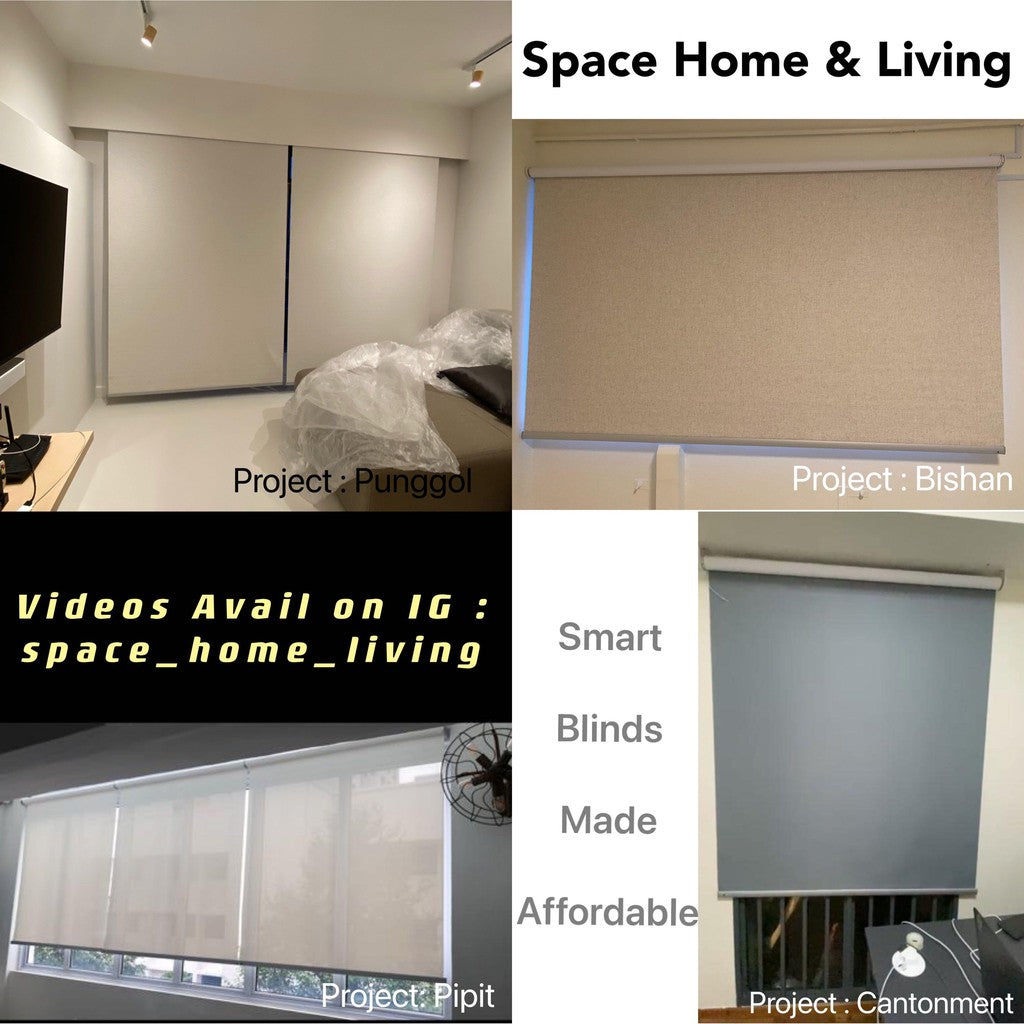 Space Home & Living
Project : Punggol
Project : Bishan
Videos Avail on IG :
space_home_living
Smart
Blinds
Made
Affordable
Project: Pipit
Project : Cantonment